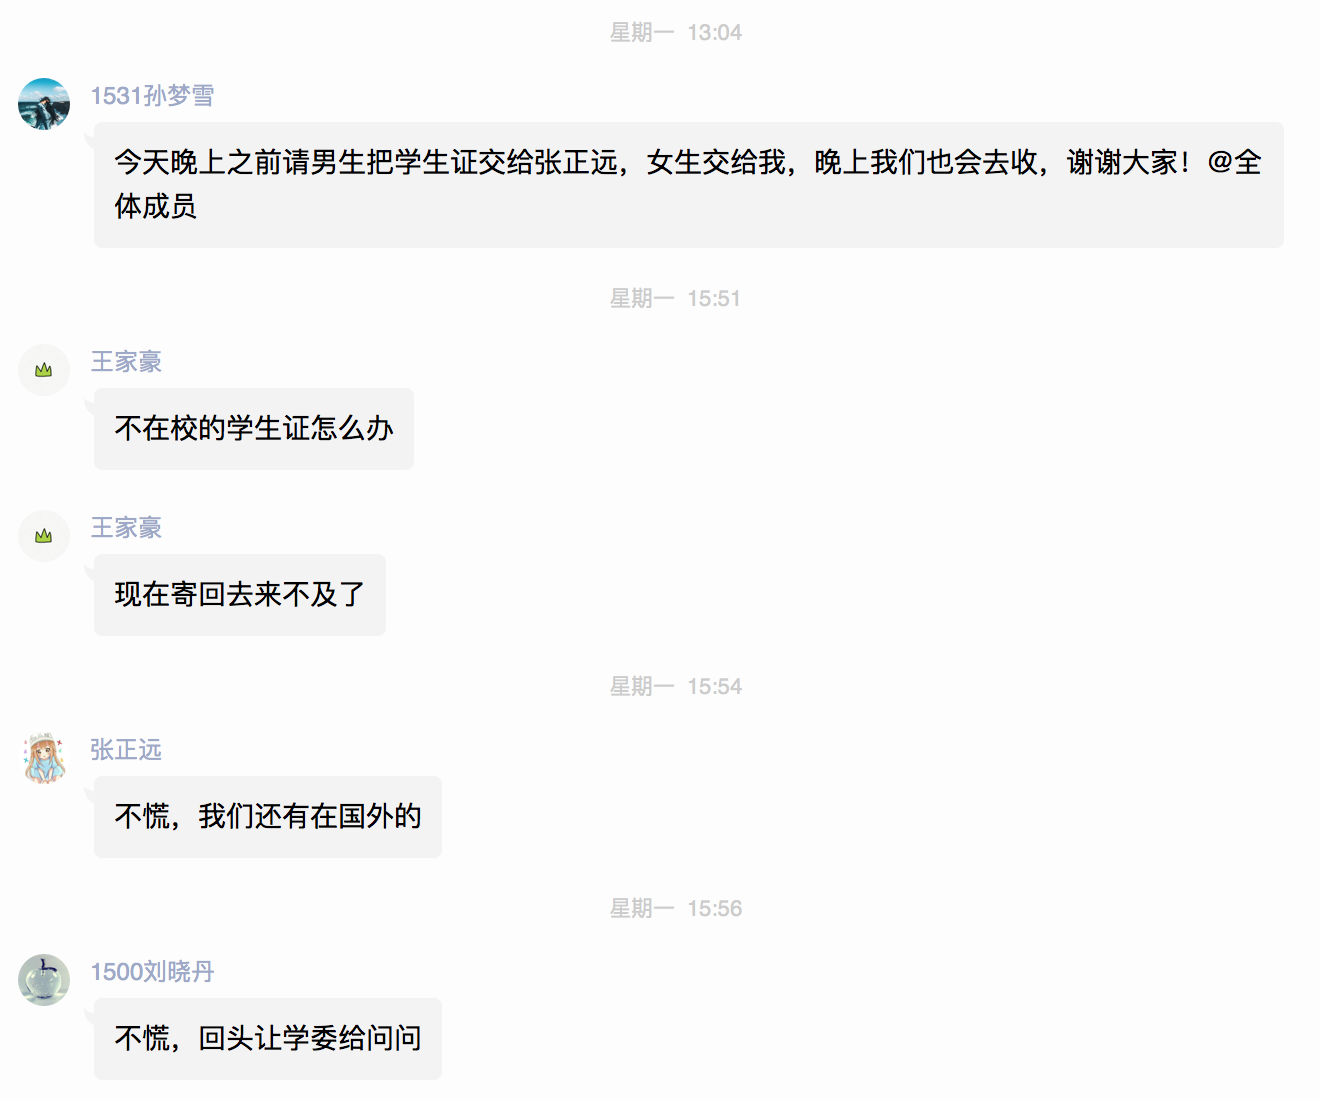 星期一 13:04
1531孙梦雪
今天晚上之前请男生把学生证交给张正远，女生交给我，晚上我们也会去收，谢谢大家！@全
体成员
星期一 15:51
王家豪
不在校的学生证怎么办
王家豪
现在寄回去来不及了
星期一 15:54
张正远
不慌，我们还有在国外的
星期一 15:56
1500刘晓丹
不慌，回头让学委给问问